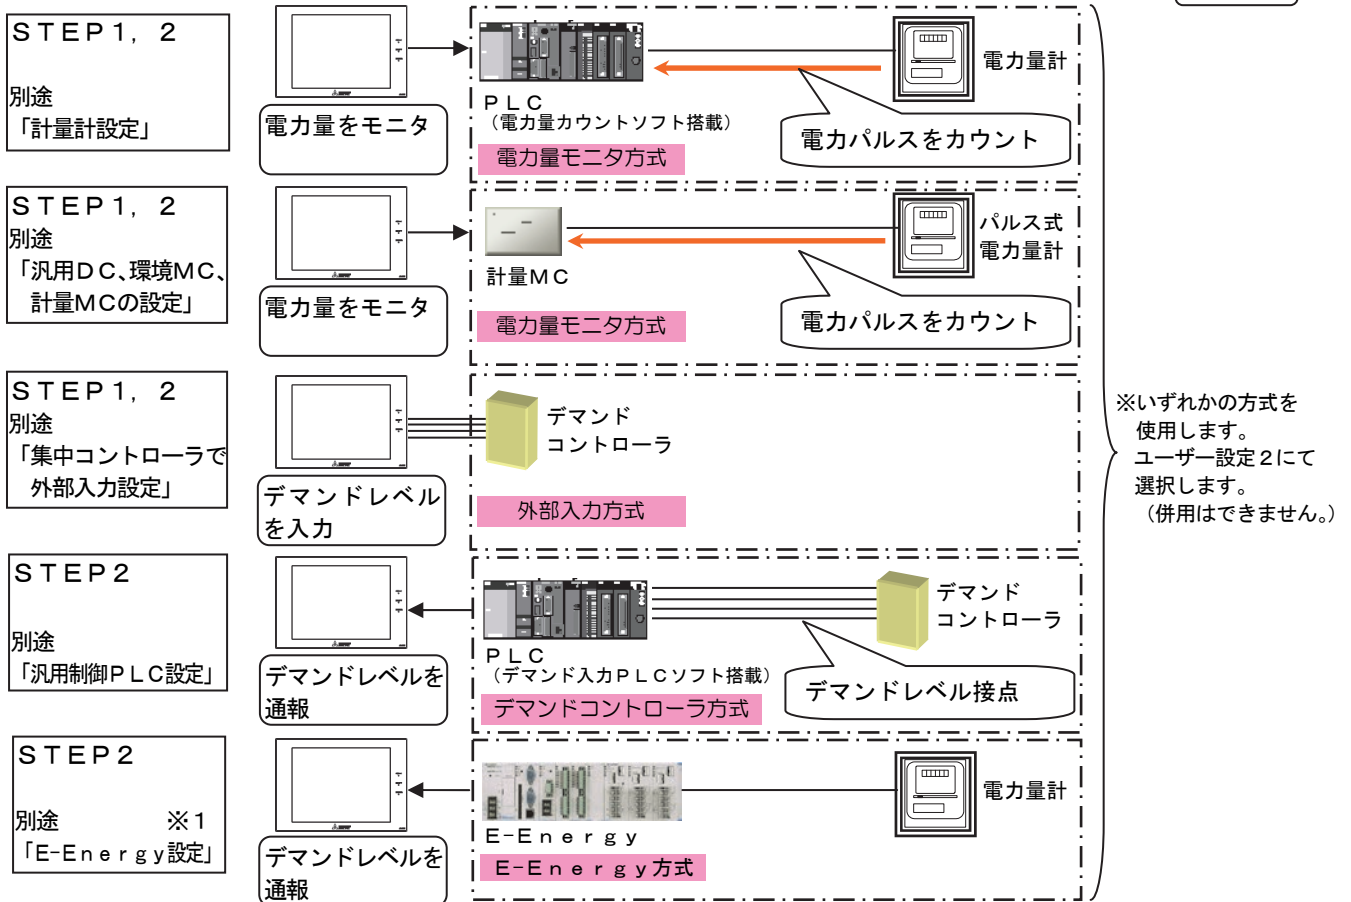 STEP1，2
別途
「計量計設定」
電力量をモニタ
PLC
（電力量カウントソフト搭載）
電力量モニタ方式
電力量計
電力パルスをカウント
STEP1，2
別途
「汎用DC、環境MC、
計量MCの設定」
電力量をモニタ
計量MC
電力量モニタ方式
パルス式
電力量計
電力パルスをカウント
STEP1，2
別途
「集中コントローラで
外部入力設定」
デマンドレベル
を入力
デマンド
コントローラ
外部入力方式
STEP2
別途
「汎用制御PLC設定」
デマンドレベルを
通報
PLC
（デマンド入力PLCソフト搭載）
デマンドコントローラ方式
デマンド
コントローラ
デマンドレベル接点
STEP2
別途　　※1
「E-Energy設定」
デマンドレベルを
通報
E-Energy
E-Energy方式
電力量計
※いずれかの方式を
使用します。
ユーザー設定2にて
選択します。
（併用はできません。）